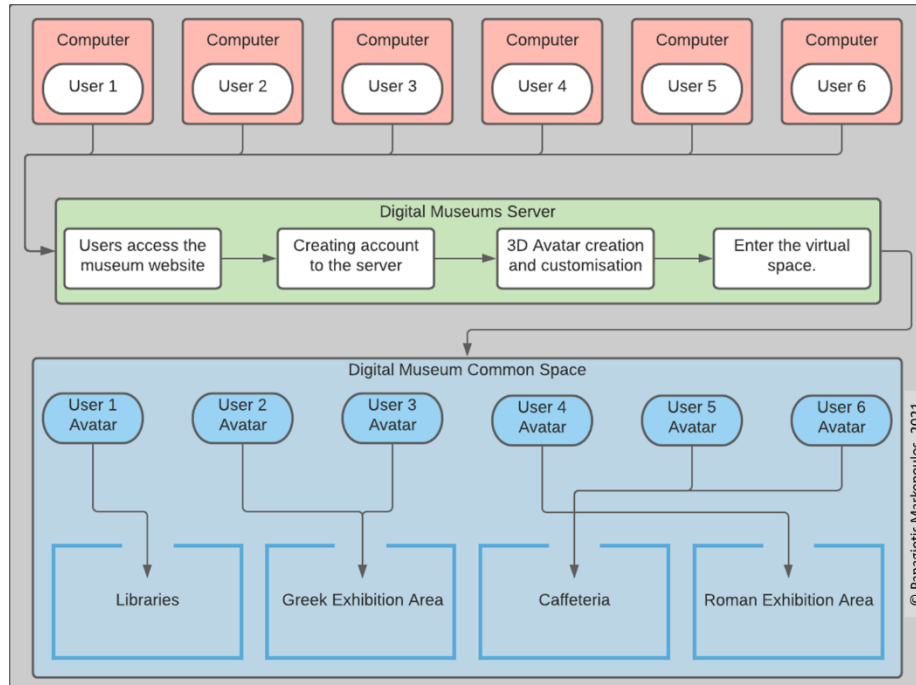 Computer
User 1
Computer
User 2
Computer
User 3
Computer
User 4
Computer
User 5
Computer
User 6
Digital Museums Server
Users access the
museum website
Creating account
to the server
3D Avatar creation
and customisation
Enter the virtual
space.
Digital Museum Common Space
User 1
Avatar
User 2
Avatar
User 3
Avatar
User 4
Avatar
User 5
Avatar
User 6
Avatar
Libraries
Greek Exhibition Area
Caffeteria
Roman Exhibition Area
© Panagiotis Markopoulos, 2021